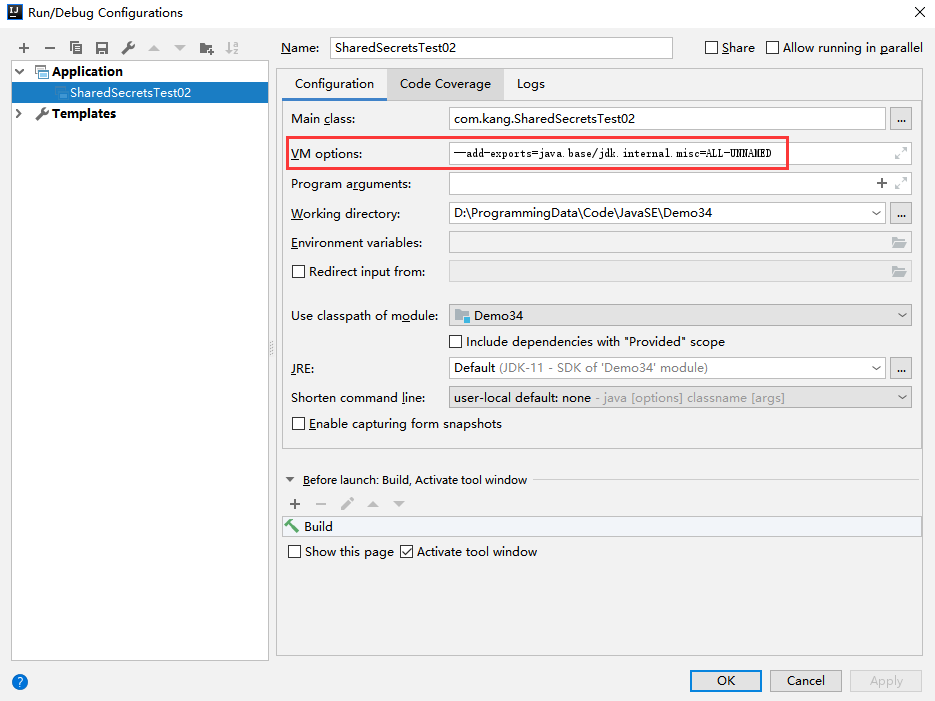 Run/Debug Configurations
Name: SharedSecretsTest02 Share Allow running in parallel
Application
SharedSecretsTest02
Templates
Configuration Code Coverage Logs
Main class: com.kang.SharedSecretsTest02 ...
VM options: --add-exports=java.base/jdk.internal.misc=ALL-UNNAMED
Program arguments:
Working directory: D:\ProgrammingData\Code\JavaSE\Demo34 ...
Environment variables:
Redirect input from:
Use classpath of module: Demo34
Include dependencies with "Provided" scope
JRE: Default (JDK-11 - SDK of 'Demo34' module) ...
Shorten command line: user-local default: none - java [options] classname [args]
Enable capturing form snapshots
Before launch: Build, Activate tool window
Build
Show this page Activate tool window
OK Cancel Apply